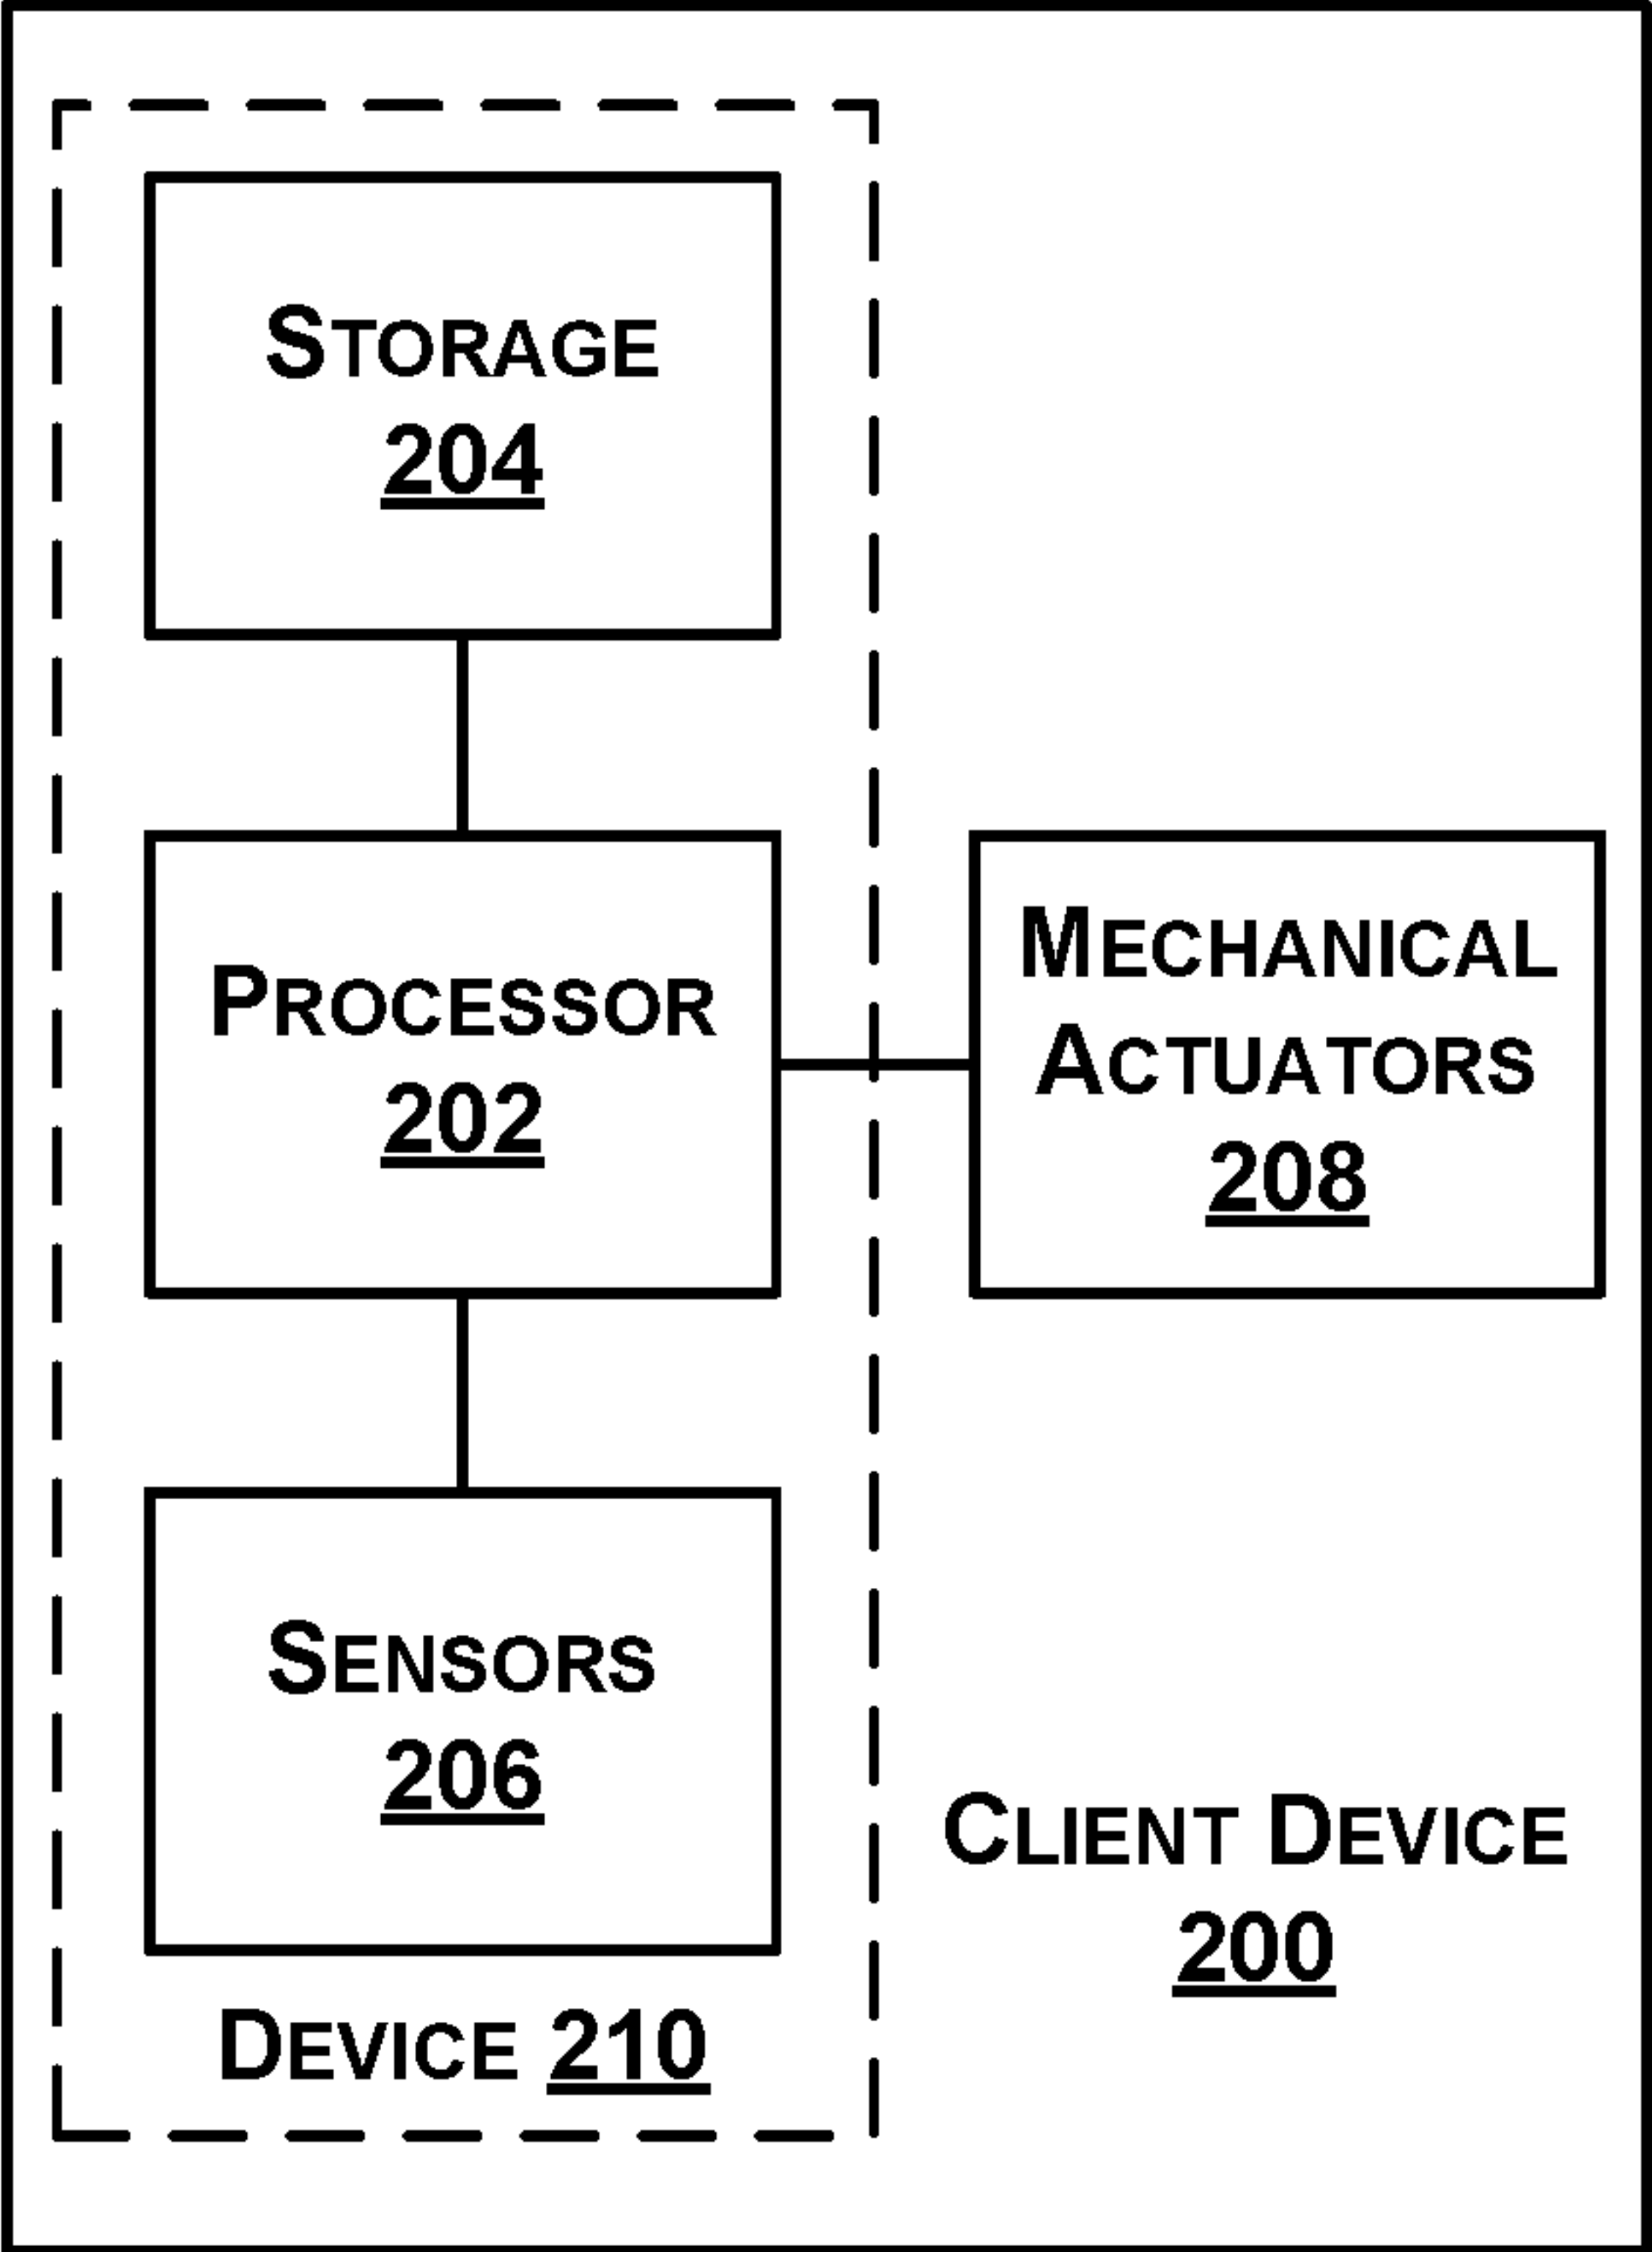 STORAGE
204
PROCESSOR
202
MECHANICAL
ACTUATORS
208
SENSORS
206
DEVICE 210
CLIENT DEVICE
200